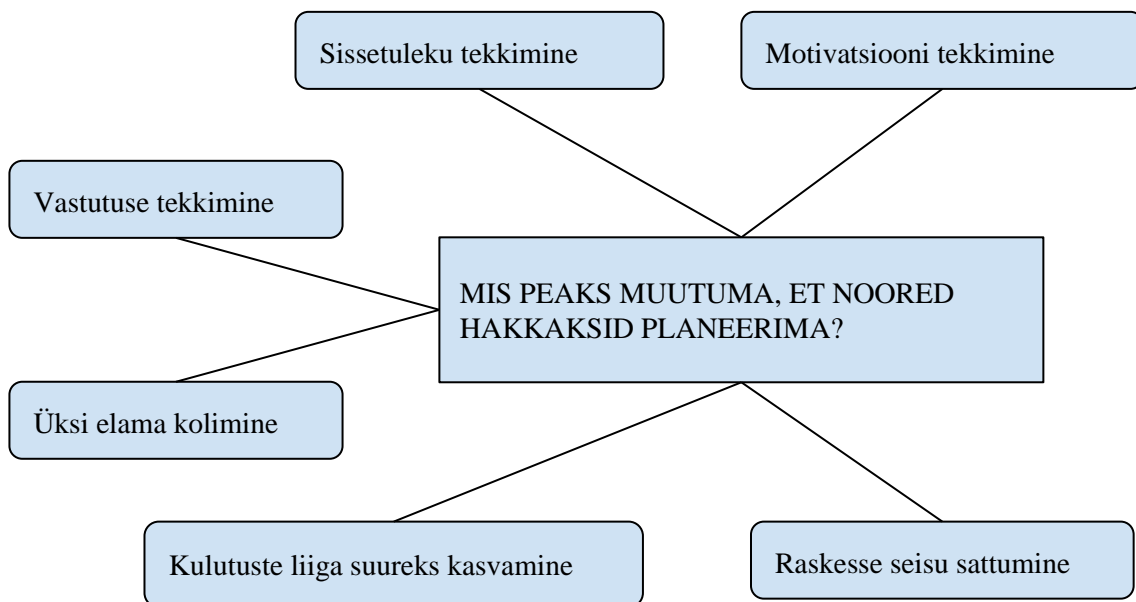 Sissetuleku tekkimine
Motivatsiooni tekkimine
Vastutuse tekkimine
MIS PEAKS MUUTUMA, ET NOORED
HAKKAKSID PLANEERIMA?
Üksi elama kolimine
Kulutuste liiga suureks kasvamine
Raskesse seisu sattumine